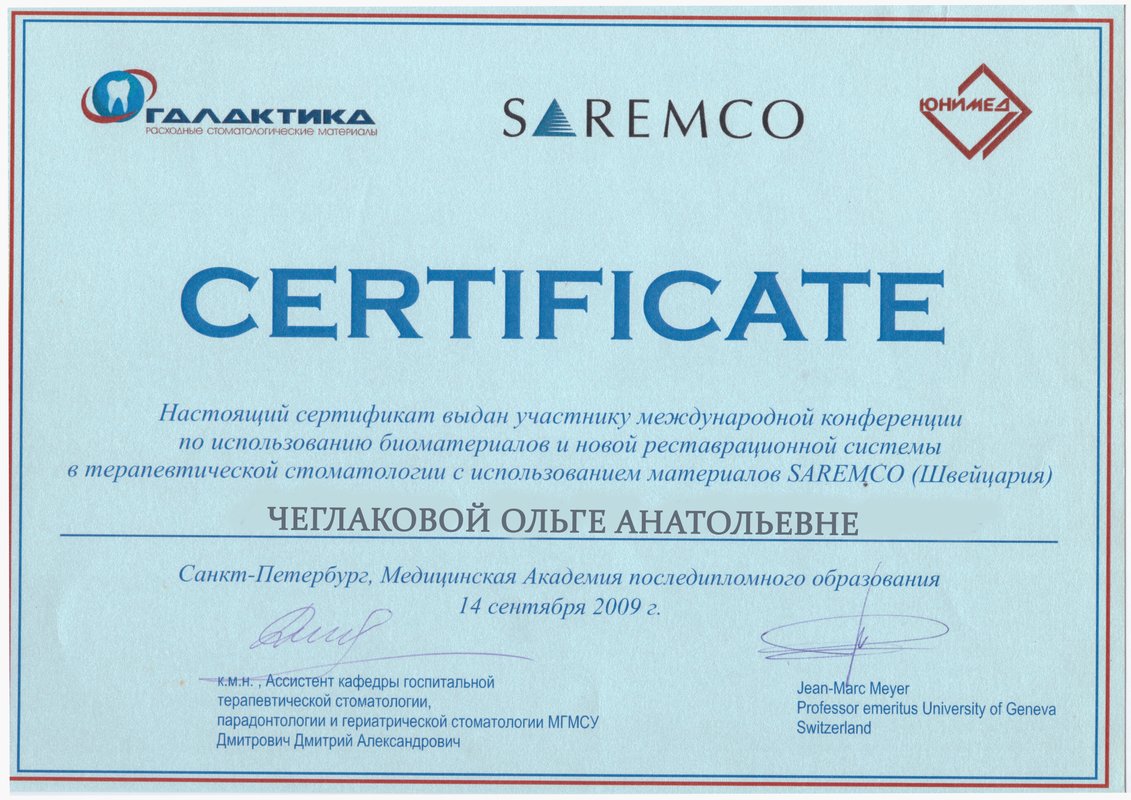 ГАЛАКТИКА
РАСХОДНЫЕ СТОМАТОЛОГИЧЕСКИЕ МАТЕРИАЛЫ
SAREMCO
ЮНИМЕД
CERTIFICATE
Настоящий сертификат выдан участнику международной конференции
по использованию биоматериалов и новой реставрационной системы
в терапевтической стоматологии с использованием материалов SAREMCO (Швейцария)
ЧЕГЛАКОВОЙ ОЛЬГЕ АНАТОЛЬЕВНЕ
Санкт-Петербург, Медицинская Академия последипломного образования
14 сентября 2009 г.
к.м.н. , Ассистент кафедры госпитальной
терапевтической стоматологии,
парадонтологии и гериатрической стоматологии МГМСУ
Дмитрович Дмитрий Александрович
Jean-Marc Meyer
Professor emeritus University of Geneva
Switzerland